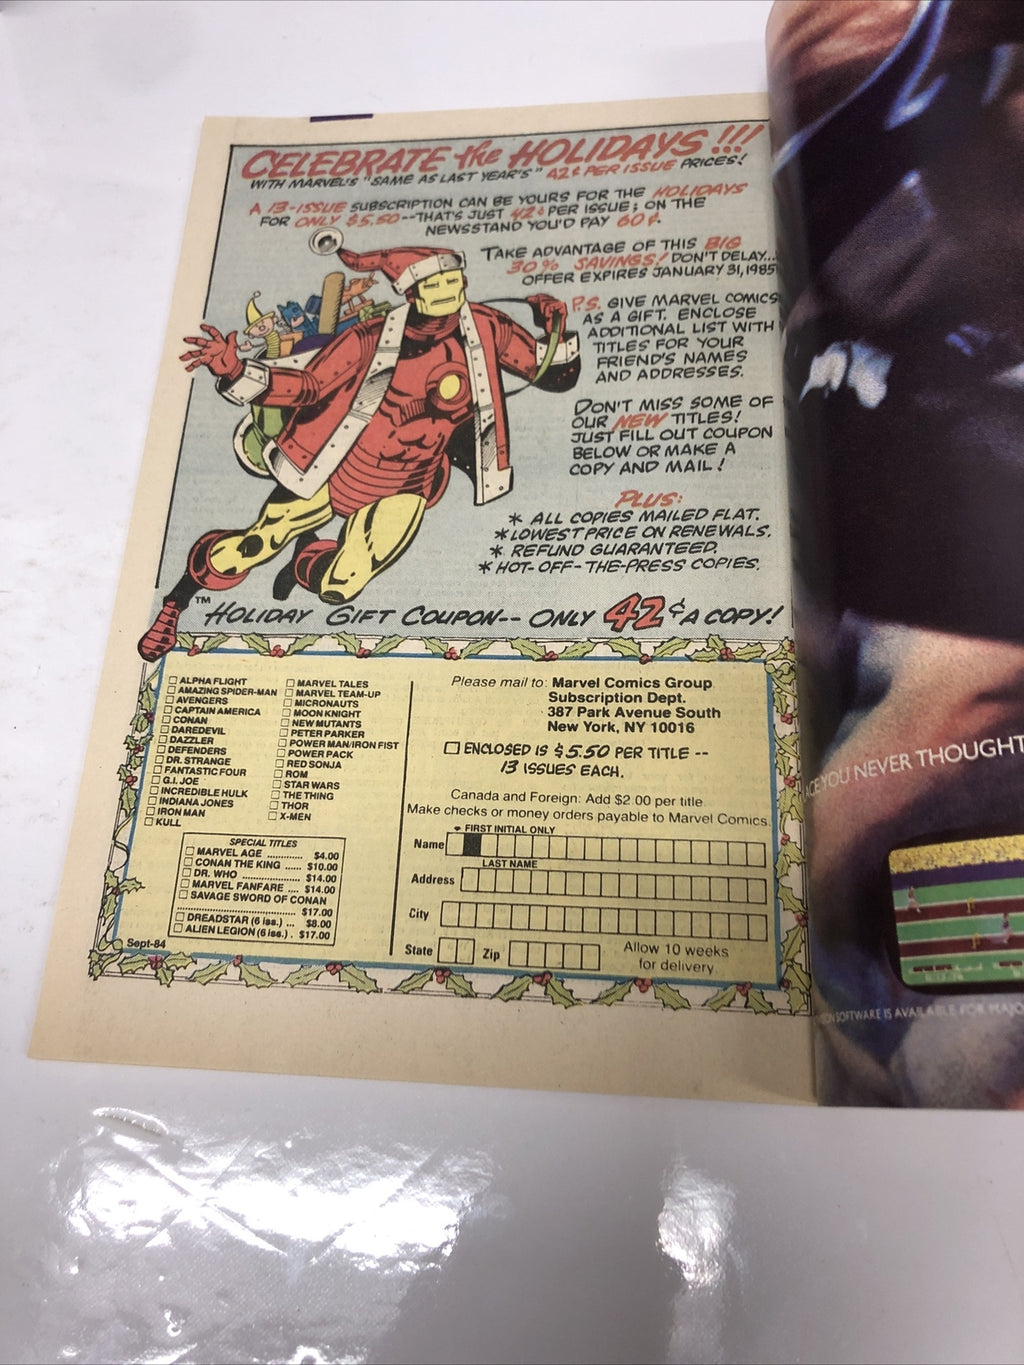 CELEBRATE the HOLIDAYS!!!
WITH MARVEL'S "SAME AS LAST YEAR'S" 42¢ PER ISSUE PRICES!
A 13-ISSUE SUBSCRIPTION CAN BE YOURS FOR THE HOLIDAYS
FOR ONLY $5.50--THAT'S JUST 42¢ PER ISSUE; ON THE
NEWSSTAND YOU'D PAY 60¢.
TAKE ADVANTAGE OF THIS BIG
30% SAVINGS! DON'T DELAY...
OFFER EXPIRES JANUARY 31, 1985
P.S. GIVE MARVEL COMICS
AS A GIFT. ENCLOSE
ADDITIONAL LIST WITH
TITLES FOR YOUR
FRIEND'S NAMES
AND ADDRESSES.
DON'T MISS SOME OF
OUR NEW TITLES!
JUST FILL OUT COUPON
BELOW OR MAKE A
COPY AND MAIL!
PLUS:
* ALL COPIES MAILED FLAT.
* LOWEST PRICE ON RENEWALS.
* REFUND GUARANTEED.
* HOT-OFF-THE-PRESS COPIES.
TM
HOLIDAY GIFT COUPON-- ONLY 42¢ A COPY!
ALPHA FLIGHT
AMAZING SPIDER-MAN
AVENGERS
CAPTAIN AMERICA
CONAN
DAREDEVIL
DAZZLER
DEFENDERS
DR. STRANGE
FANTASTIC FOUR
G.I. JOE
INCREDIBLE HULK
INDIANA JONES
IRON MAN
KULL
MARVEL TALES
MARVEL TEAM-UP
MICRONAUTS
MOON KNIGHT
NEW MUTANTS
PETER PARKER
POWER MAN/IRON FIST
POWER PACK
RED SONJA
ROM
STAR WARS
THE THING
THOR
X-MEN
SPECIAL TITLES
MARVEL AGE ............ $4.00
CONAN THE KING ...... $10.00
DR. WHO ................ $14.00
MARVEL FANFARE .... $14.00
SAVAGE SWORD OF CONAN
............................ $17.00
DREADSTAR (6 iss.) ... $8.00
ALIEN LEGION (6 iss.) . $17.00
Sept-84
Please mail to: Marvel Comics Group
Subscription Dept.
387 Park Avenue South
New York, NY 10016
ENCLOSED IS $5.50 PER TITLE --
13 ISSUES EACH.
Canada and Foreign: Add $2.00 per title.
Make checks or money orders payable to Marvel Comics.
FIRST INITIAL ONLY
Name
LAST NAME
Address
City
State Zip
Allow 10 weeks
for delivery.
YOU NEVER THOUGHT
SOFTWARE IS AVAILABLE FOR